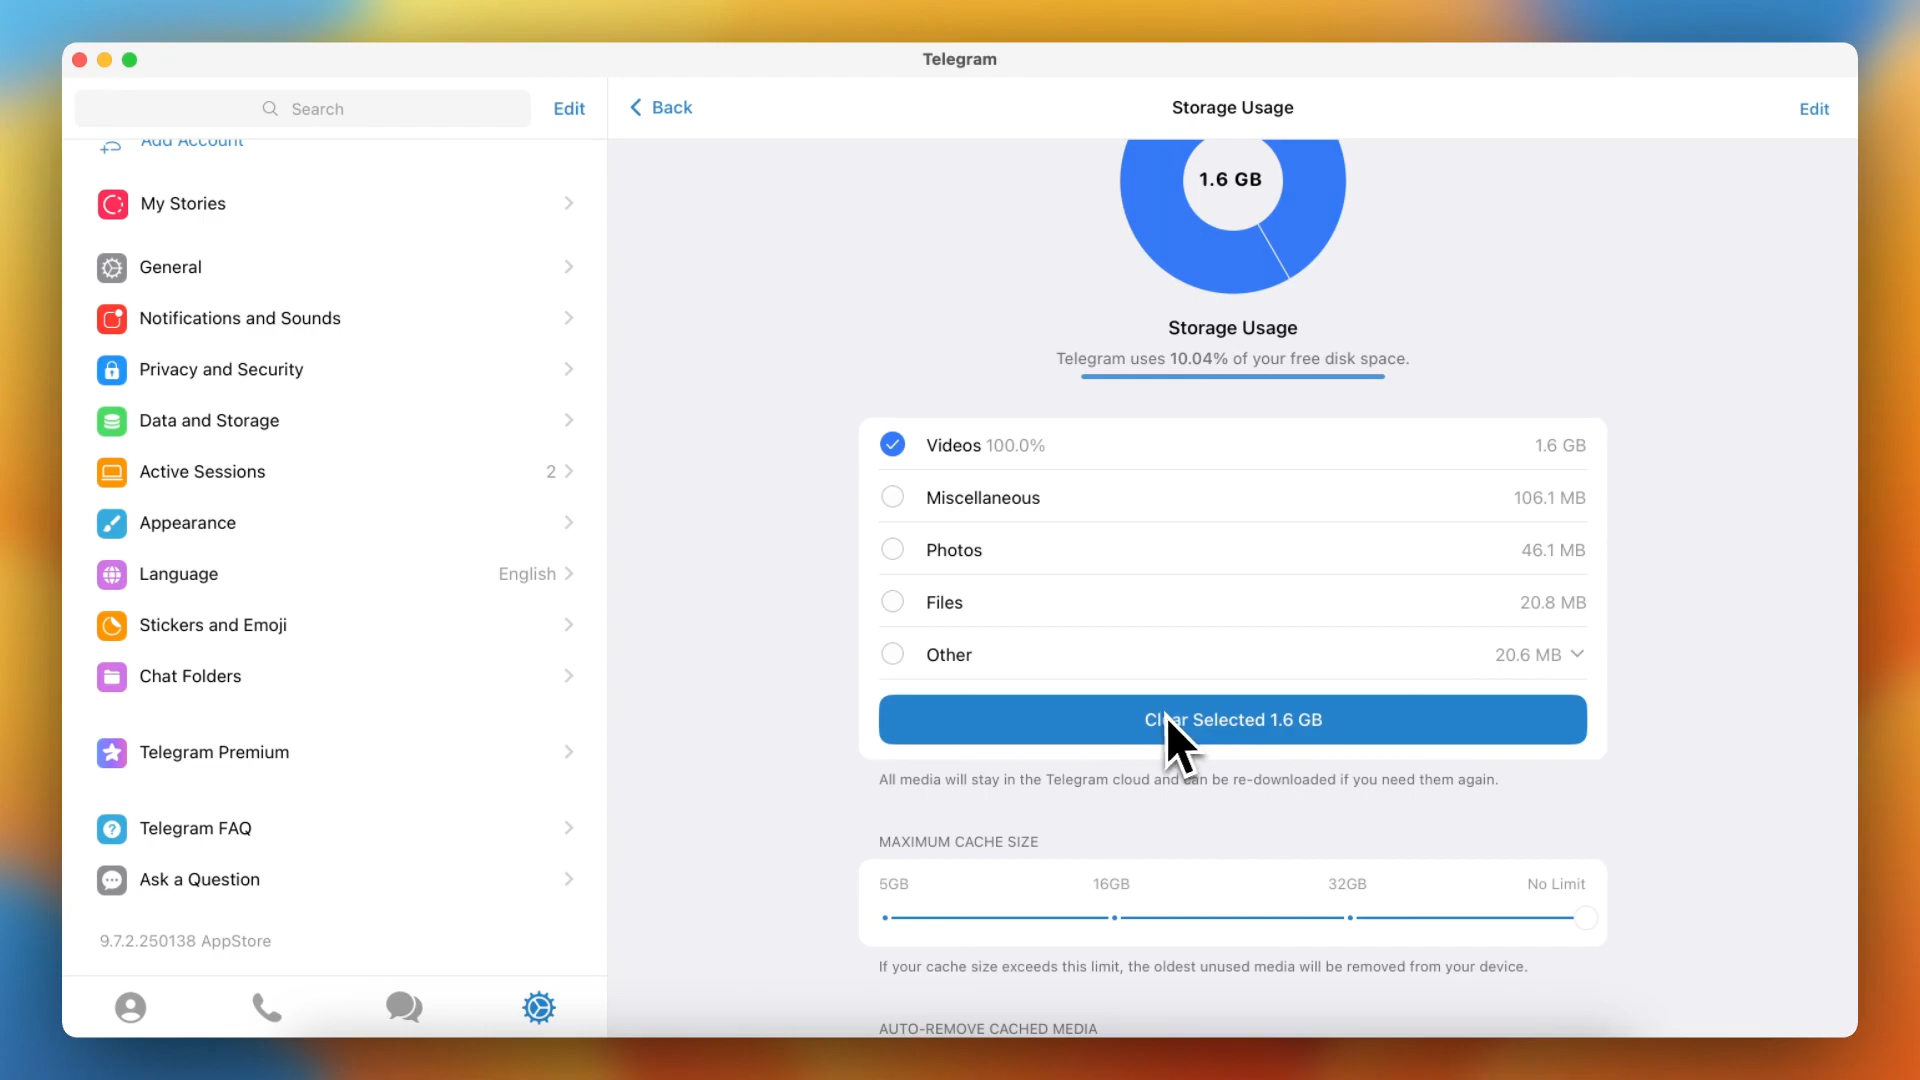 Telegram
Search
Edit
Back
Storage Usage
Edit
Add Account
My Stories
General
Notifications and Sounds
Privacy and Security
Data and Storage
Active Sessions 2
Appearance
Language English
Stickers and Emoji
Chat Folders
Telegram Premium
Telegram FAQ
Ask a Question
9.7.2.250138 AppStore
1.6 GB
Storage Usage
Telegram uses 10.04% of your free disk space.
Videos 100.0% 1.6 GB
Miscellaneous 106.1 MB
Photos 46.1 MB
Files 20.8 MB
Other 20.6 MB
Clear Selected 1.6 GB
All media will stay in the Telegram cloud and can be re-downloaded if you need them again.
MAXIMUM CACHE SIZE
5GB 16GB 32GB No Limit
If your cache size exceeds this limit, the oldest unused media will be removed from your device.
AUTO-REMOVE CACHED MEDIA